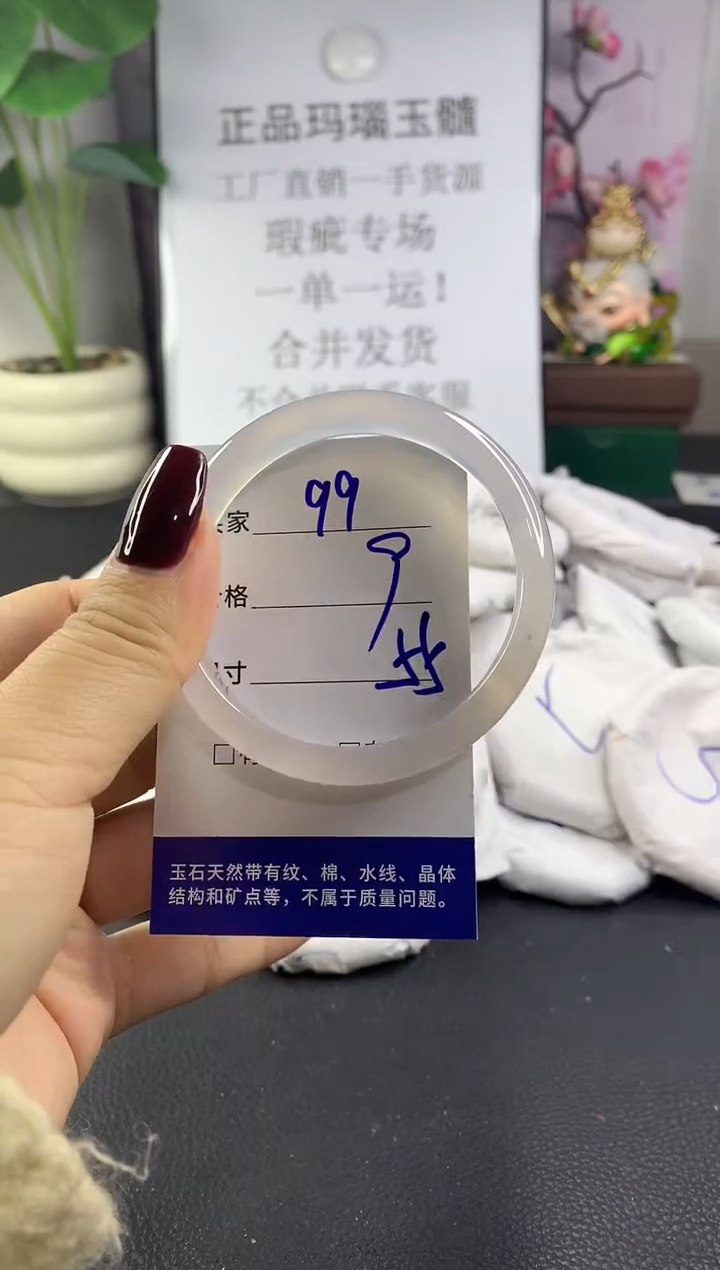 正品玛瑙玉髓
工厂直销一手货源
瑕疵专场
一单一运！
合并发货
家 99
格 9
寸 55
玉石天然带有纹、棉、水线、晶体
结构和矿点等，不属于质量问题。